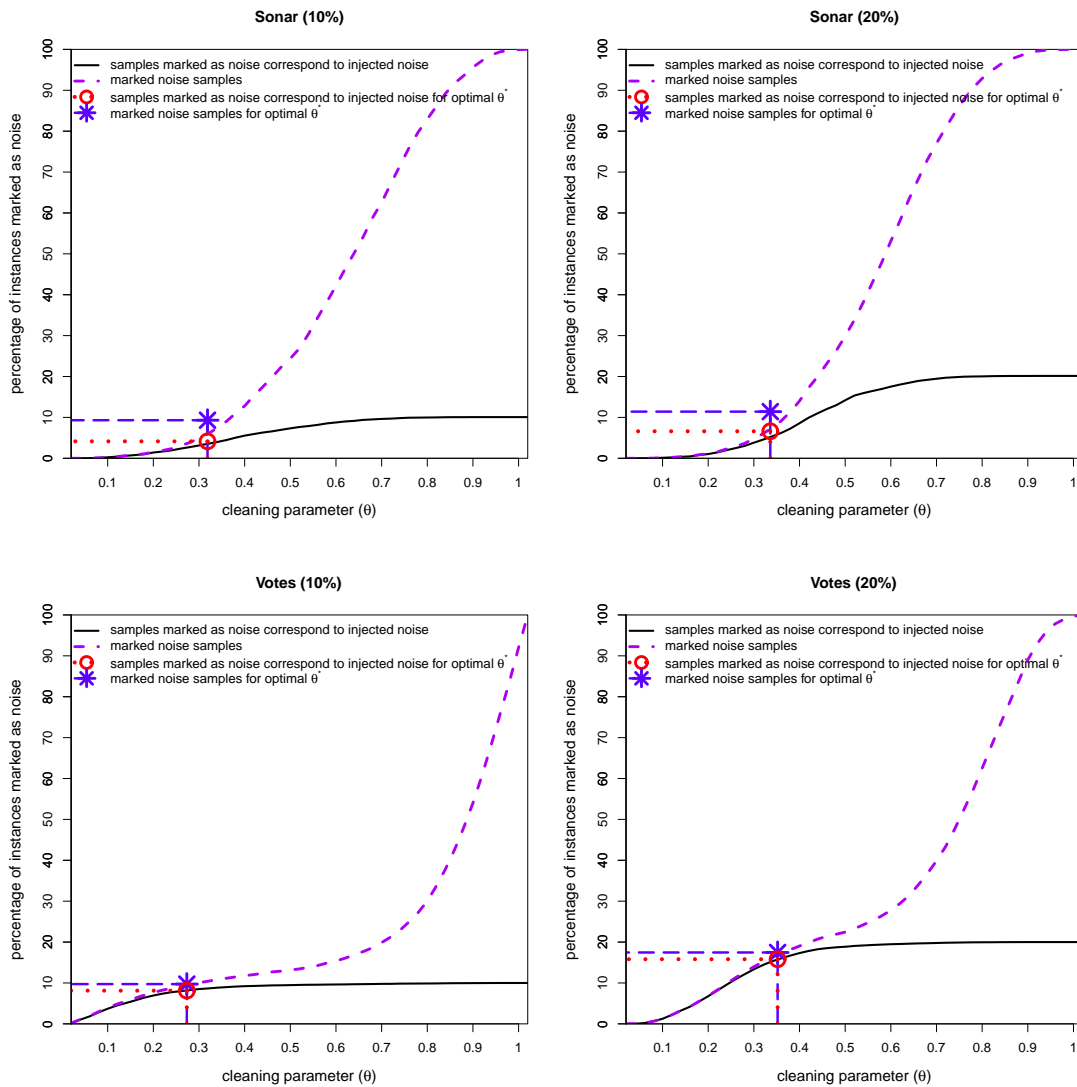 Sonar (10%)
percentage of instances marked as noise
0 10 20 30 40 50 60 70 80 90 100
samples marked as noise correspond to injected noise
marked noise samples
samples marked as noise correspond to injected noise for optimal θ*
marked noise samples for optimal θ*
0.1 0.2 0.3 0.4 0.5 0.6 0.7 0.8 0.9 1
cleaning parameter (θ)
Sonar (20%)
percentage of instances marked as noise
0 10 20 30 40 50 60 70 80 90 100
samples marked as noise correspond to injected noise
marked noise samples
samples marked as noise correspond to injected noise for optimal θ*
marked noise samples for optimal θ*
0.1 0.2 0.3 0.4 0.5 0.6 0.7 0.8 0.9 1
cleaning parameter (θ)
Votes (10%)
percentage of instances marked as noise
0 10 20 30 40 50 60 70 80 90 100
samples marked as noise correspond to injected noise
marked noise samples
samples marked as noise correspond to injected noise for optimal θ*
marked noise samples for optimal θ*
0.1 0.2 0.3 0.4 0.5 0.6 0.7 0.8 0.9 1
cleaning parameter (θ)
Votes (20%)
percentage of instances marked as noise
0 10 20 30 40 50 60 70 80 90 100
samples marked as noise correspond to injected noise
marked noise samples
samples marked as noise correspond to injected noise for optimal θ*
marked noise samples for optimal θ*
0.1 0.2 0.3 0.4 0.5 0.6 0.7 0.8 0.9 1
cleaning parameter (θ)